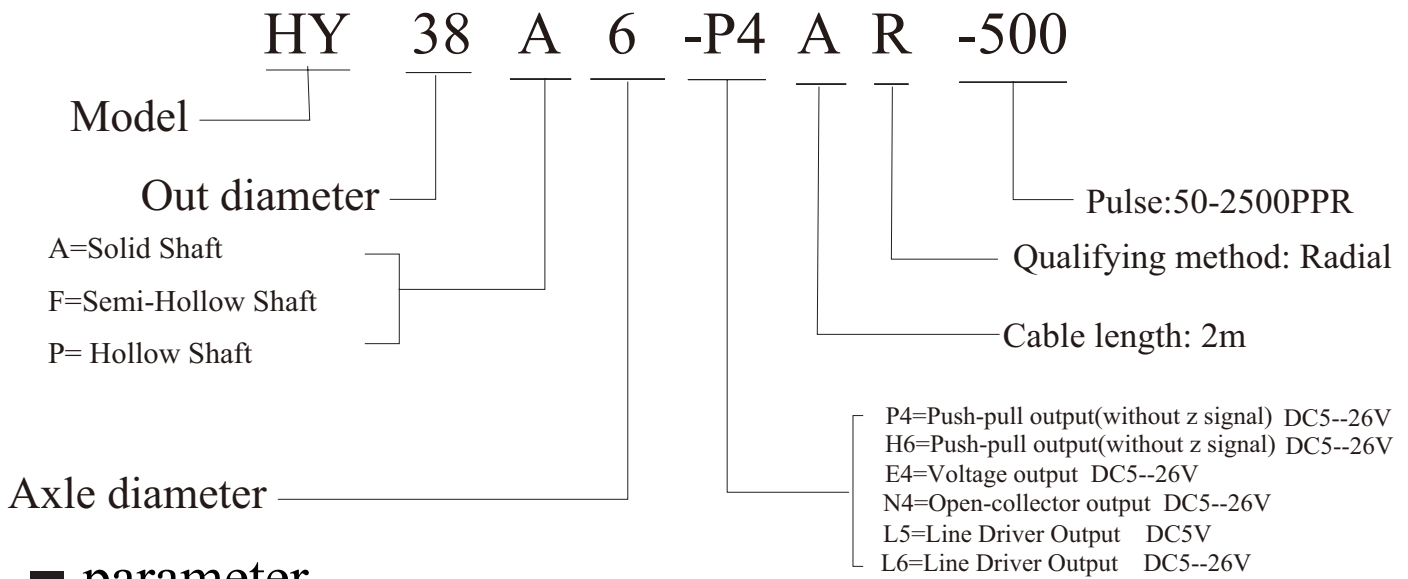 HY 38 A 6 -P4 A R -500
Model
Out diameter
Pulse:50-2500PPR
A=Solid Shaft
Qualifying method: Radial
F=Semi-Hollow Shaft
Cable length: 2m
P= Hollow Shaft
P4=Push-pull output(without z signal) DC5--26V
H6=Push-pull output(without z signal) DC5--26V
E4=Voltage output DC5--26V
Axle diameter
N4=Open-collector output DC5--26V
L5=Line Driver Output DC5V
L6=Line Driver Output DC5--26V
parameter